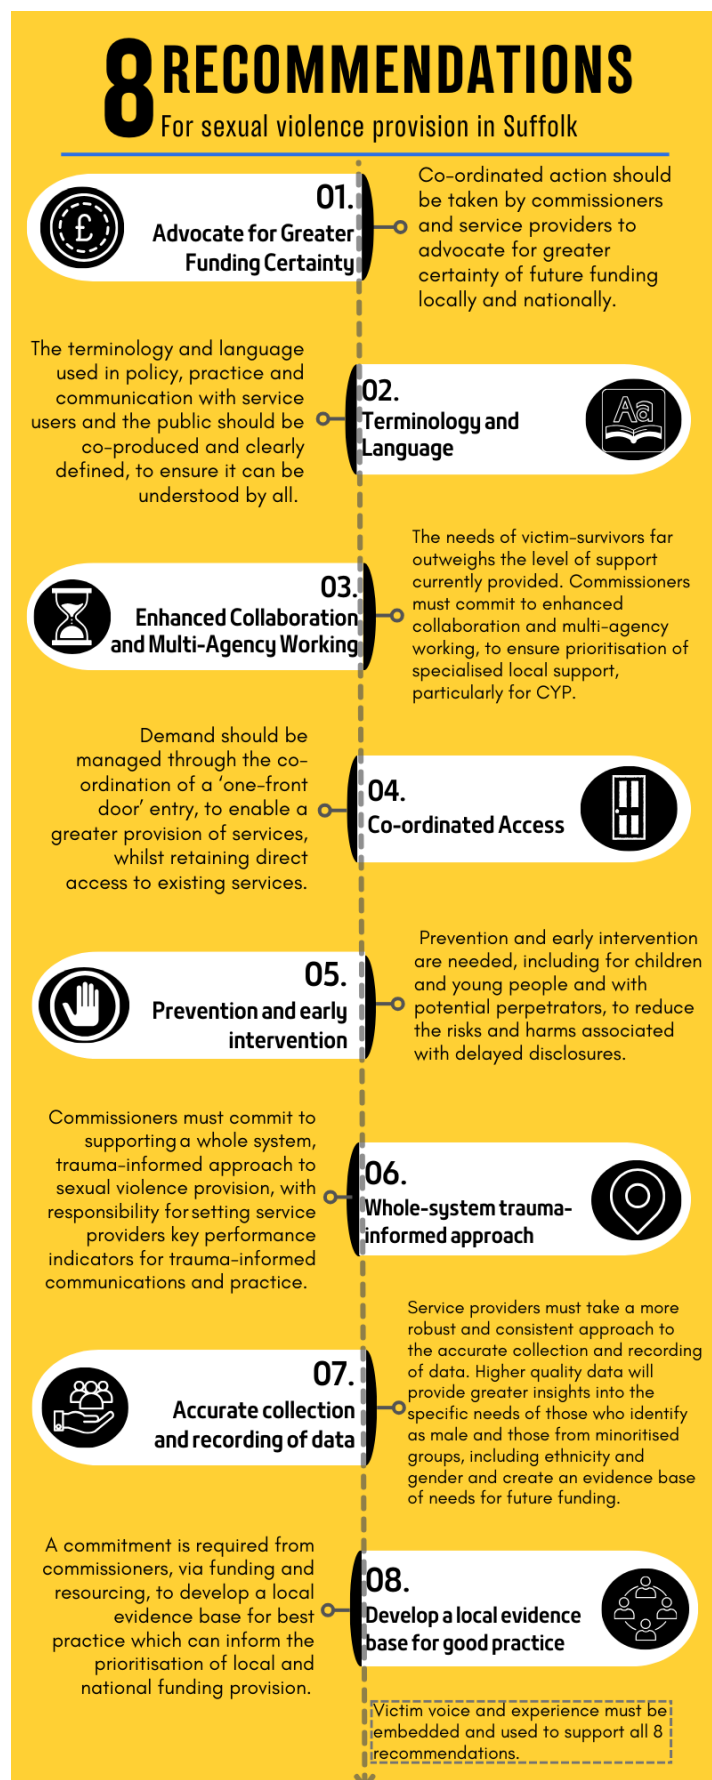 8 RECOMMENDATIONS
For sexual violence provision in Suffolk
01.
Advocate for Greater
Funding Certainty
Co-ordinated action should
be taken by commissioners
and service providers to
advocate for greater
certainty of future funding
locally and nationally.
02.
Terminology and
Language
Aa
The terminology and language
used in policy, practice and
communication with service
users and the public should be
co-produced and clearly
defined, to ensure it can be
understood by all.
03.
Enhanced Collaboration
and Multi-Agency Working
The needs of victim-survivors far
outweighs the level of support
currently provided. Commissioners
must commit to enhanced
collaboration and multi-agency
working, to ensure prioritisation of
specialised local support,
particularly for CYP.
04.
Co-ordinated Access
Demand should be
managed through the co-
ordination of a ‘one-front
door’ entry, to enable a
greater provision of services,
whilst retaining direct
access to existing services.
05.
Prevention and early
intervention
Prevention and early intervention
are needed, including for children
and young people and with
potential perpetrators, to reduce
the risks and harms associated
with delayed disclosures.
06.
Whole-system trauma-
informed approach
Commissioners must commit to
supporting a whole system,
trauma-informed approach to
sexual violence provision, with
responsibility for setting service
providers key performance
indicators for trauma-informed
communications and practice.
07.
Accurate collection
and recording of data
Service providers must take a more
robust and consistent approach to
the accurate collection and recording
of data. Higher quality data will
provide greater insights into the
specific needs of those who identify
as male and those from minoritised
groups, including ethnicity and
gender and create an evidence base
of needs for future funding.
08.
Develop a local evidence
base for good practice
A commitment is required from
commissioners, via funding and
resourcing, to develop a local
evidence base for best
practice which can inform the
prioritisation of local and
national funding provision.
Victim voice and experience must be
embedded and used to support all 8
recommendations.